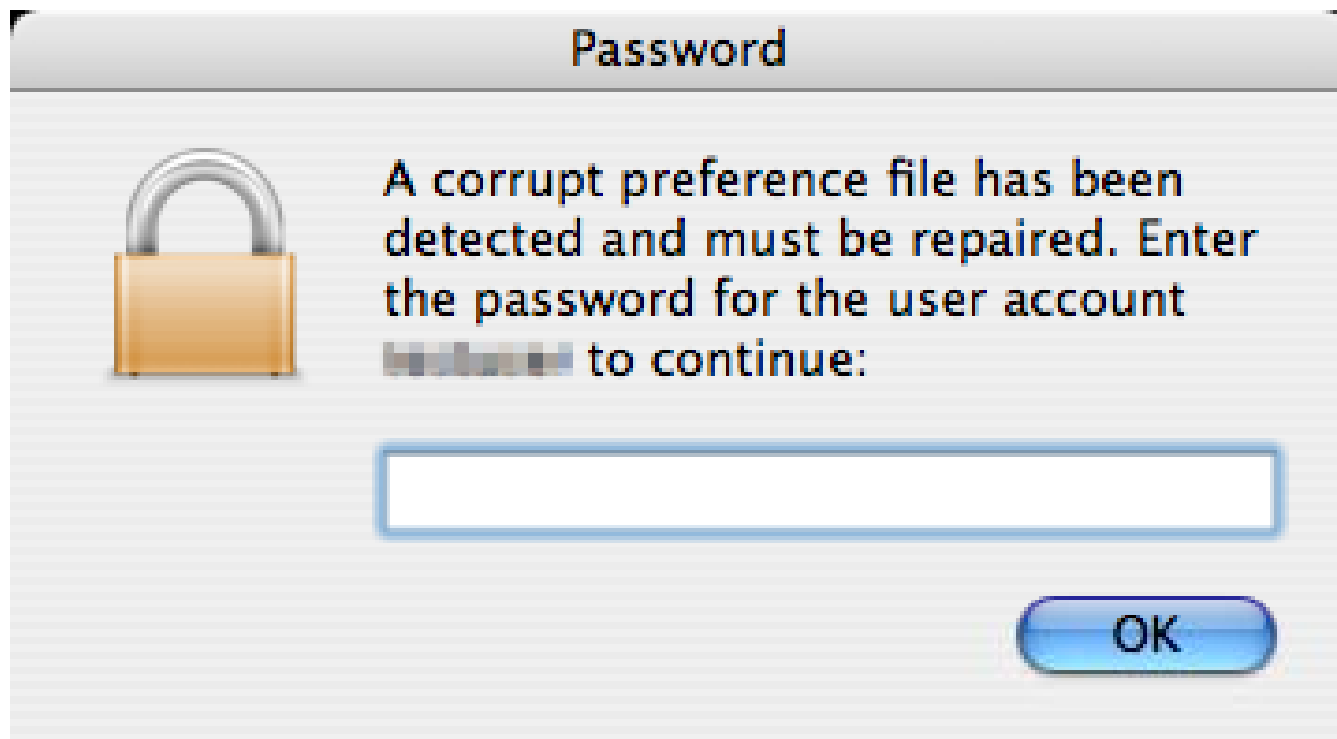 Password
A corrupt preference file has been
detected and must be repaired. Enter
the password for the user account
to continue:
OK